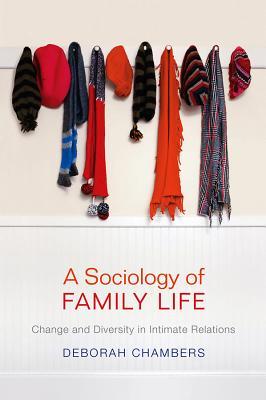 A Sociology of
FAMILY LIFE
Change and Diversity in Intimate Relations
DEBORAH CHAMBERS